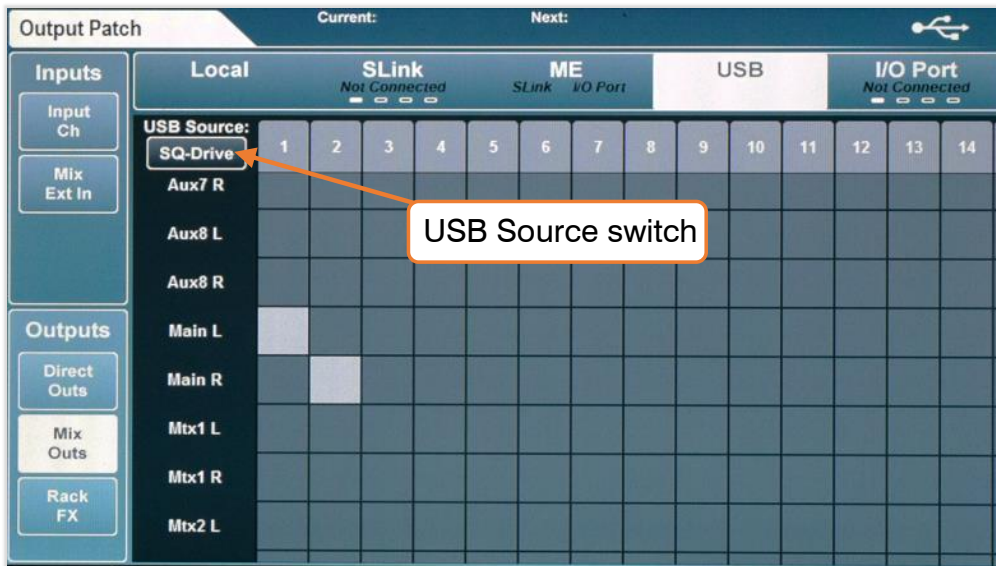 Output Patch
Current:
Next:
Inputs
Input
Ch
Mix
Ext In
Outputs
Direct
Outs
Mix
Outs
Rack
FX
Local
SLink
Not Connected
ME
SLink I/O Port
USB
I/O Port
Not Connected
USB Source:
SQ-Drive
1 2 3 4 5 6 7 8 9 10 11 12 13 14
Aux7 R
Aux8 L
USB Source switch
Aux8 R
Main L
Main R
Mtx1 L
Mtx1 R
Mtx2 L